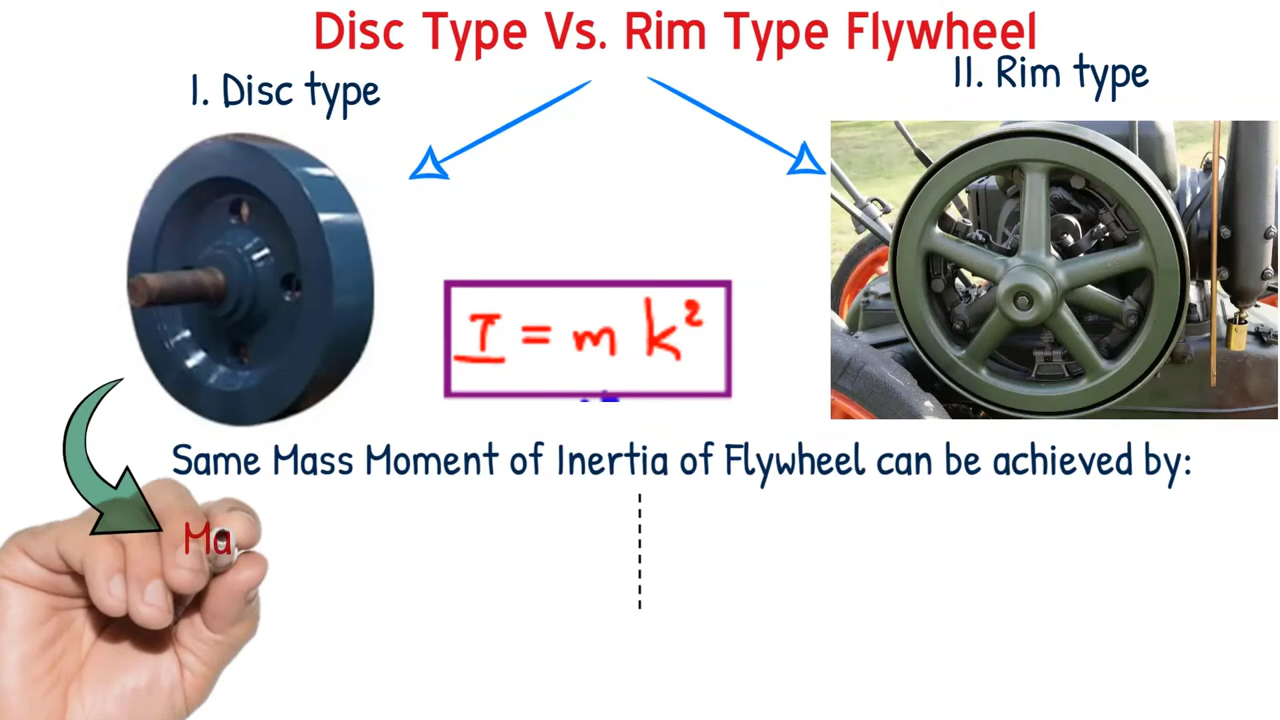 Disc Type Vs. Rim Type Flywheel
I. Disc type
II. Rim type
I = m k²
Same Mass Moment of Inertia of Flywheel can be achieved by:
Ma